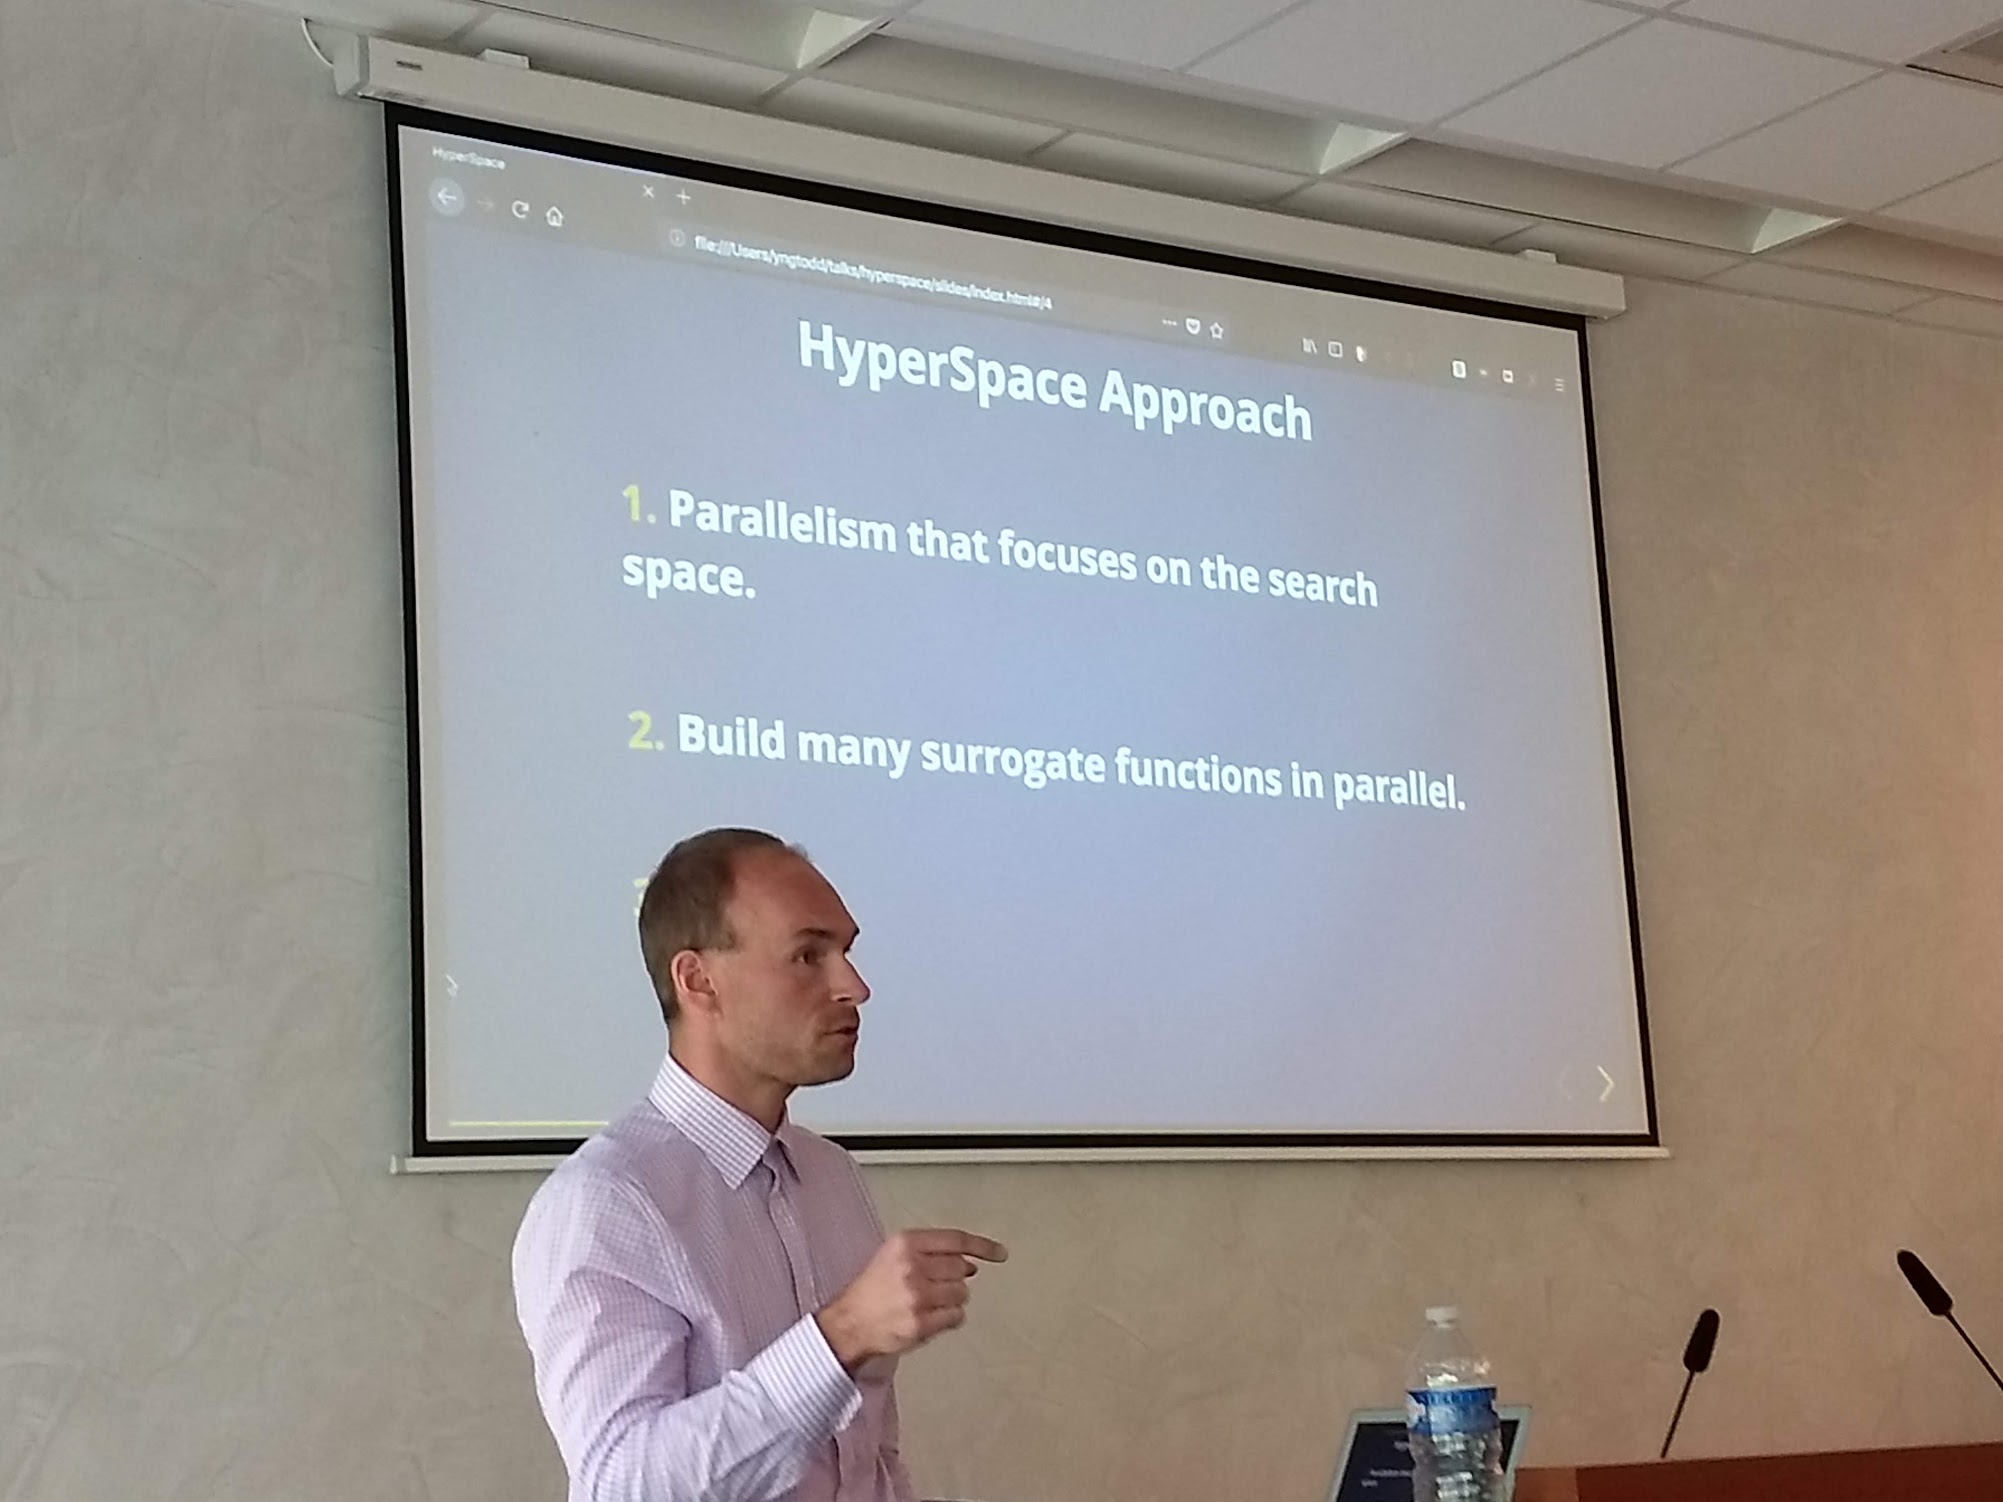 HyperSpace
file:///Users/yngtodd/talks/hyperspace/slides/index.html#/4
HyperSpace Approach
1. Parallelism that focuses on the search
space.
2. Build many surrogate functions in parallel.